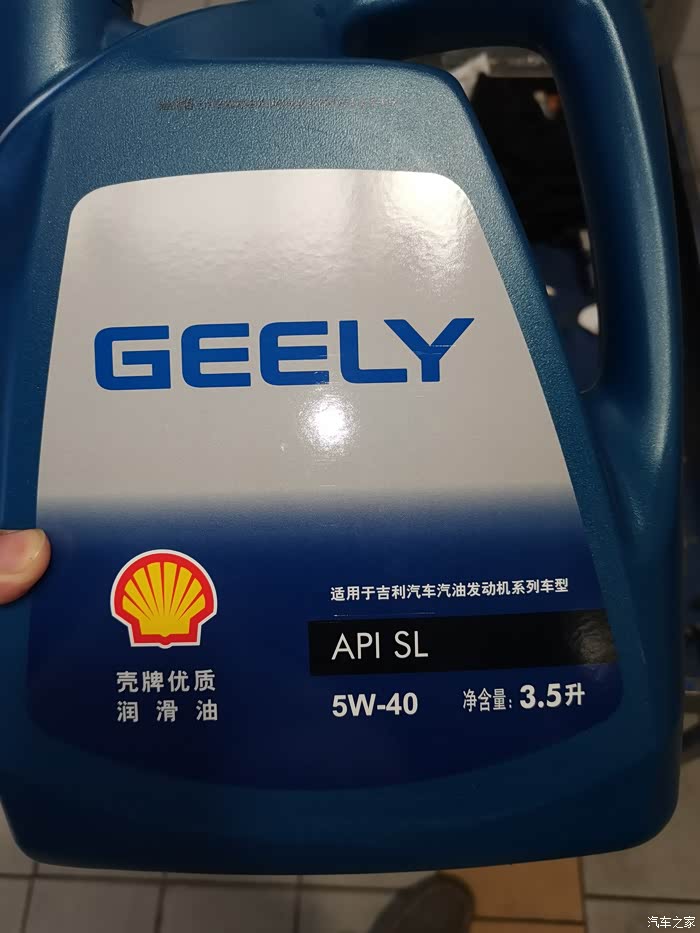 GEELY
适用于吉利汽车汽油发动机系列车型
API SL
壳牌优质
润滑油
5W-40
净含量: 3.5升
汽车之家